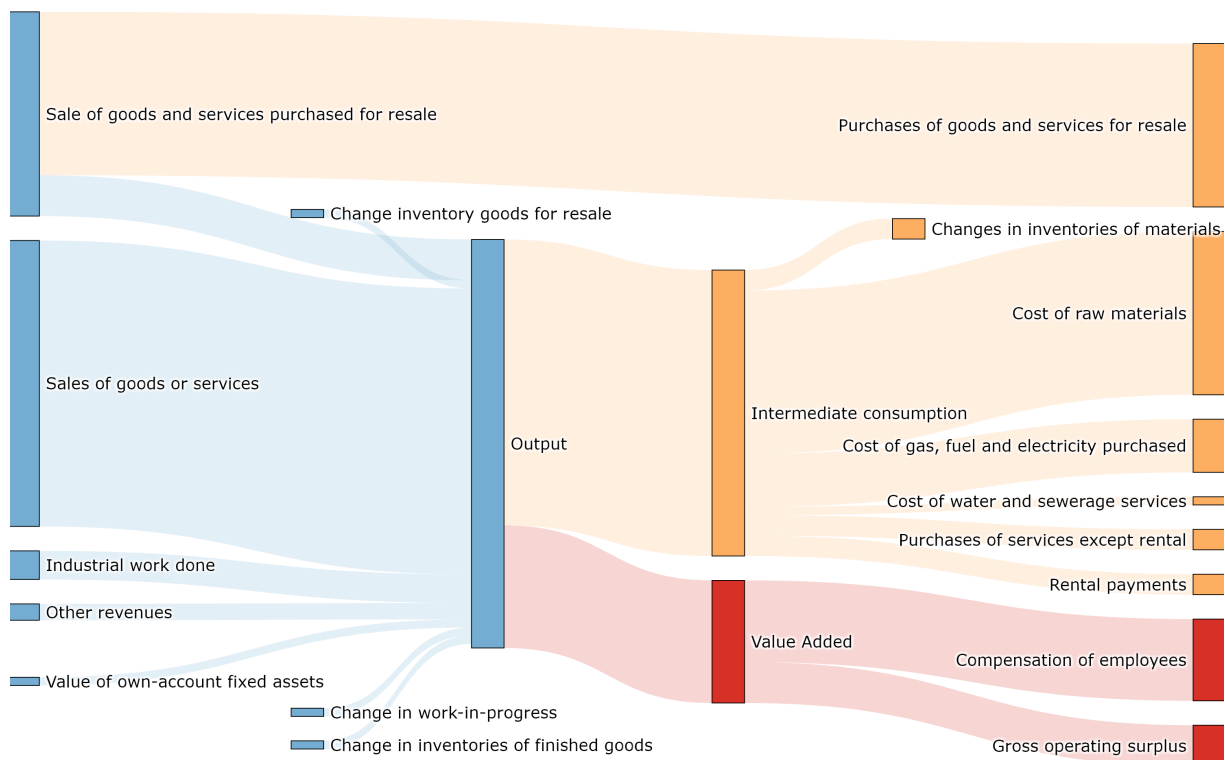 Sale of goods and services purchased for resale
Purchases of goods and services for resale
Change inventory goods for resale
Changes in inventories of materials
Cost of raw materials
Sales of goods or services
Intermediate consumption
Output
Cost of gas, fuel and electricity purchased
Cost of water and sewerage services
Purchases of services except rental
Industrial work done
Rental payments
Other revenues
Value Added
Compensation of employees
Value of own-account fixed assets
Change in work-in-progress
Change in inventories of finished goods
Gross operating surplus